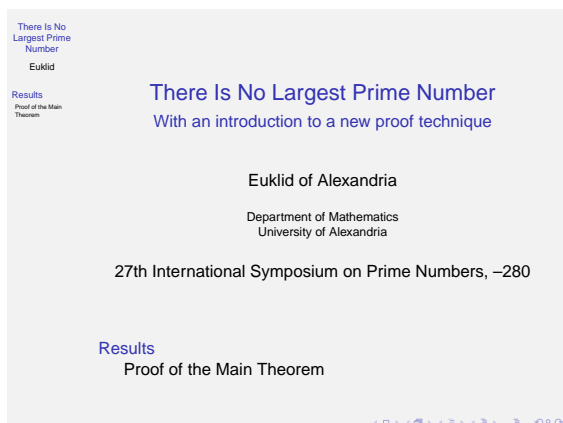 There Is No
Largest Prime
Number
Euklid
Results
Proof of the Main
Theorem
There Is No Largest Prime Number
With an introduction to a new proof technique
Euklid of Alexandria
Department of Mathematics
University of Alexandria
27th International Symposium on Prime Numbers, –280
Results
Proof of the Main Theorem